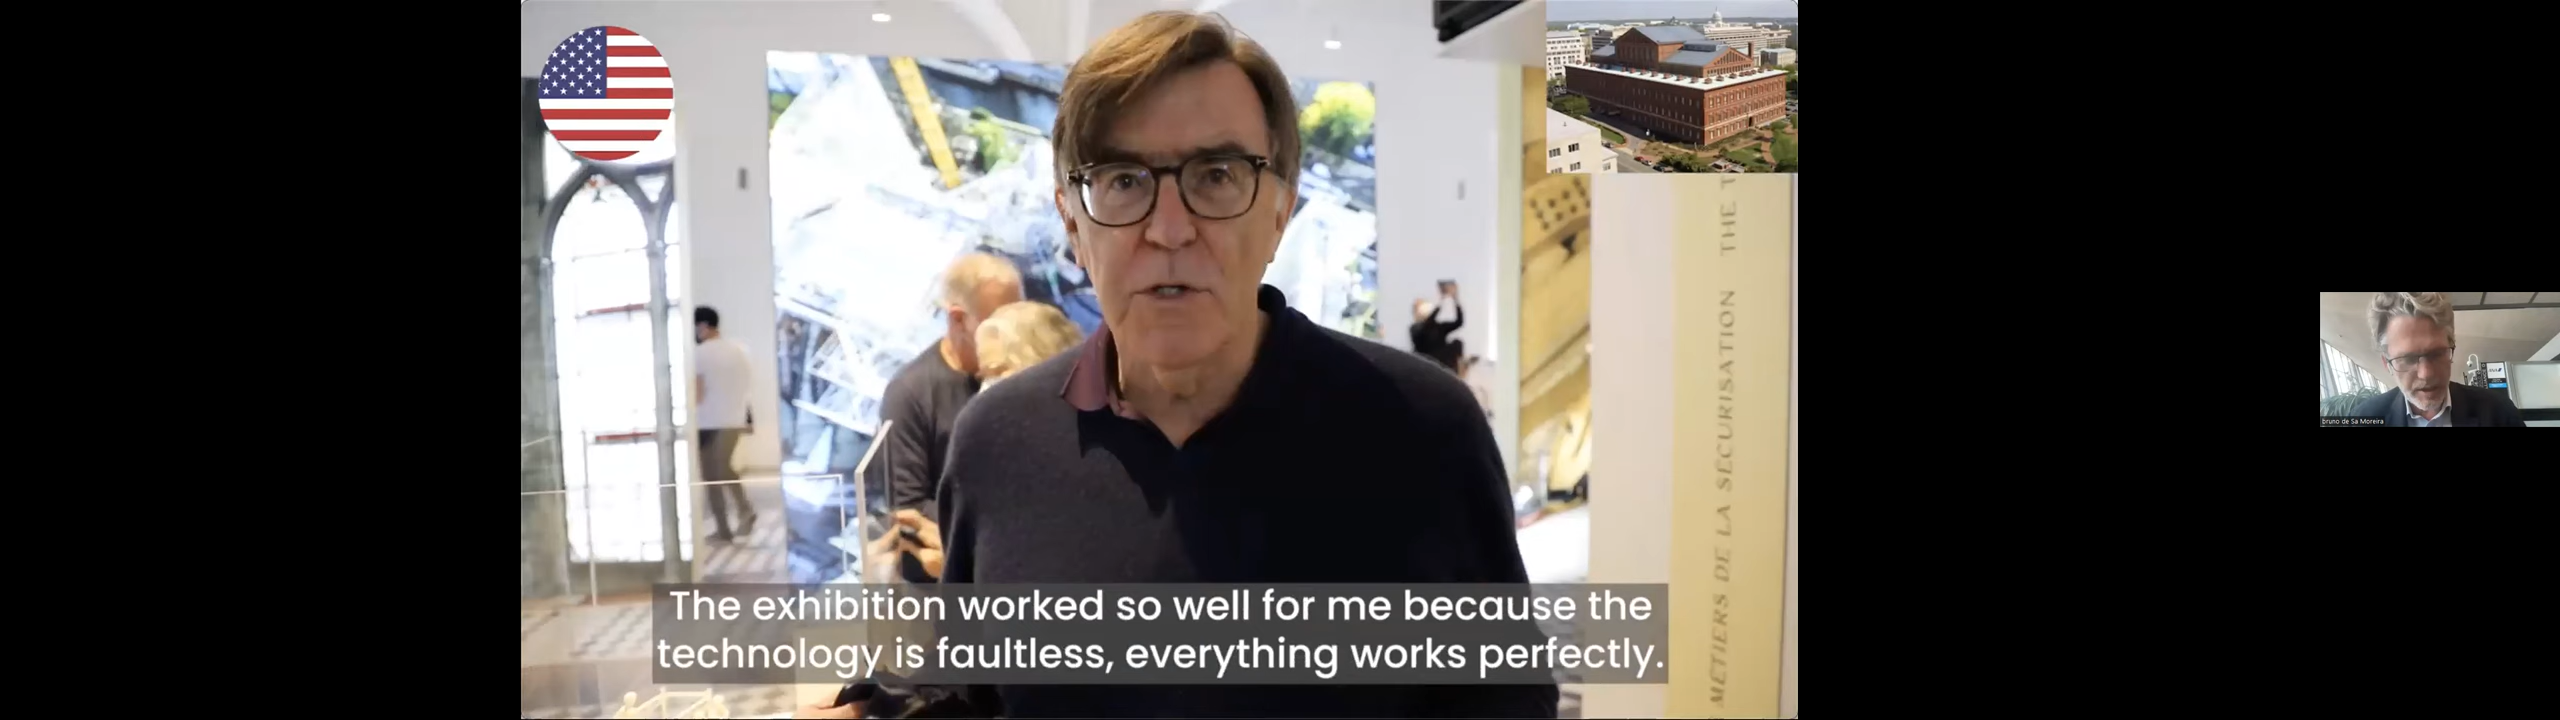 THE T
MÉTIERS DE LA SÉCURISATION
The exhibition worked so well for me because the
technology is faultless, everything works perfectly.
bruno de Sa Moreira